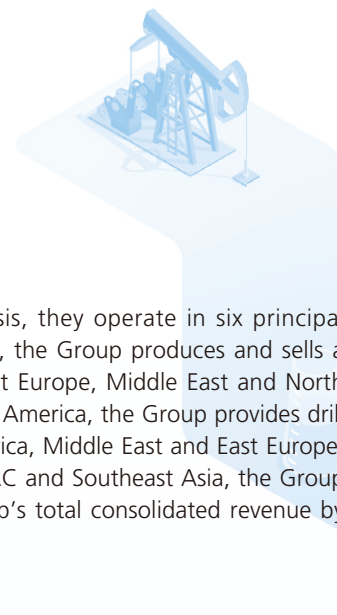 sis, they operate in six principa
, the Group produces and sells a
t Europe, Middle East and North
America, the Group provides dril
ica, Middle East and East Europe
C and Southeast Asia, the Group
p's total consolidated revenue by